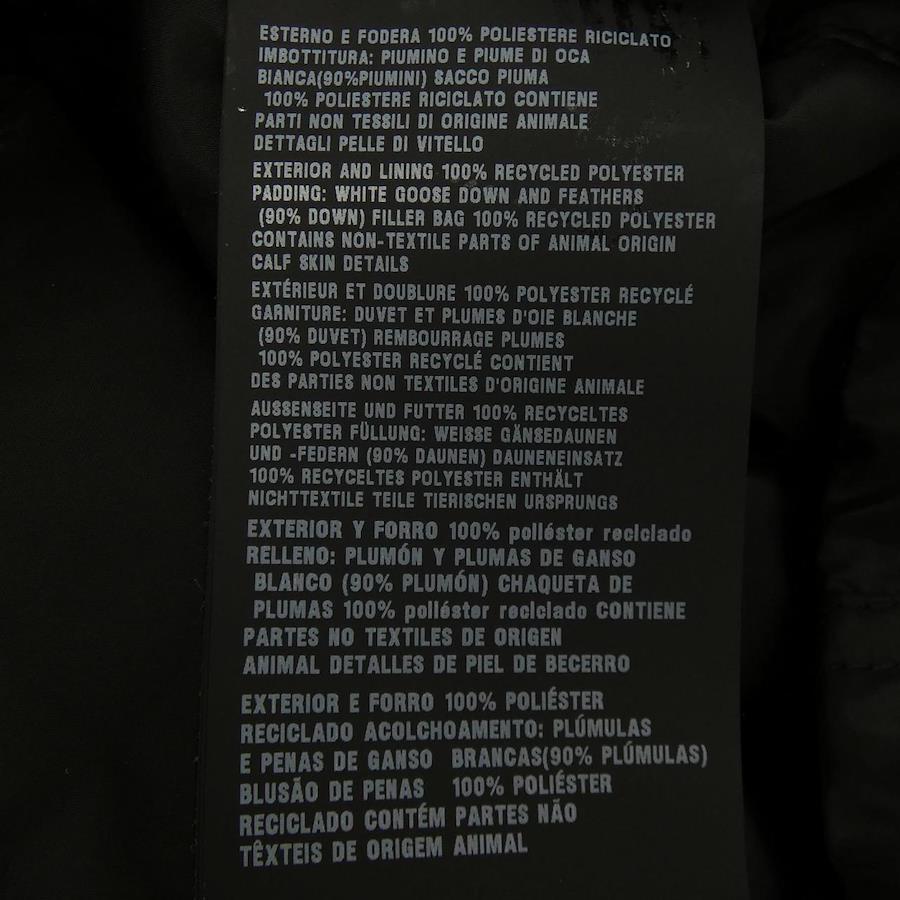 ESTERNO E FODERA 100% POLIESTERE RICICLATO
IMBOTTITURA: PIUMINO E PIUME DI OCA
BIANCA(90%PIUMINI) SACCO PIUMA
100% POLIESTERE RICICLATO CONTIENE
PARTI NON TESSILI DI ORIGINE ANIMALE
DETTAGLI PELLE DI VITELLO
EXTERIOR AND LINING 100% RECYCLED POLYESTER
PADDING: WHITE GOOSE DOWN AND FEATHERS
(90% DOWN) FILLER BAG 100% RECYCLED POLYESTER
CONTAINS NON-TEXTILE PARTS OF ANIMAL ORIGIN
CALF SKIN DETAILS
EXTÉRIEUR ET DOUBLURE 100% POLYESTER RECYCLÉ
GARNITURE: DUVET ET PLUMES D'OIE BLANCHE
(90% DUVET) REMBOURRAGE PLUMES
100% POLYESTER RECYCLÉ CONTIENT
DES PARTIES NON TEXTILES D'ORIGINE ANIMALE
AUSSENSEITE UND FUTTER 100% RECYCELTES
POLYESTER FÜLLUNG: WEISSE GÄNSEDAUNEN
UND -FEDERN (90% DAUNEN) DAUNENEINSATZ
100% RECYCELTES POLYESTER ENTHÄLT
NICHTTEXTILE TEILE TIERISCHEN URSPRUNGS
EXTERIOR Y FORRO 100% poliéster reciclado
RELLENO: PLUMÓN Y PLUMAS DE GANSO
BLANCO (90% PLUMÓN) CHAQUETA DE
PLUMAS 100% poliéster reciclado CONTIENE
PARTES NO TEXTILES DE ORIGEN
ANIMAL DETALLES DE PIEL DE BECERRO
EXTERIOR E FORRO 100% POLIÉSTER
RECICLADO ACOLCHOAMENTO: PLÚMULAS
E PENAS DE GANSO BRANCAS(90% PLÚMULAS)
BLUSÃO DE PENAS 100% POLIÉSTER
RECICLADO CONTÉM PARTES NÃO
TÊXTEIS DE ORIGEM ANIMAL